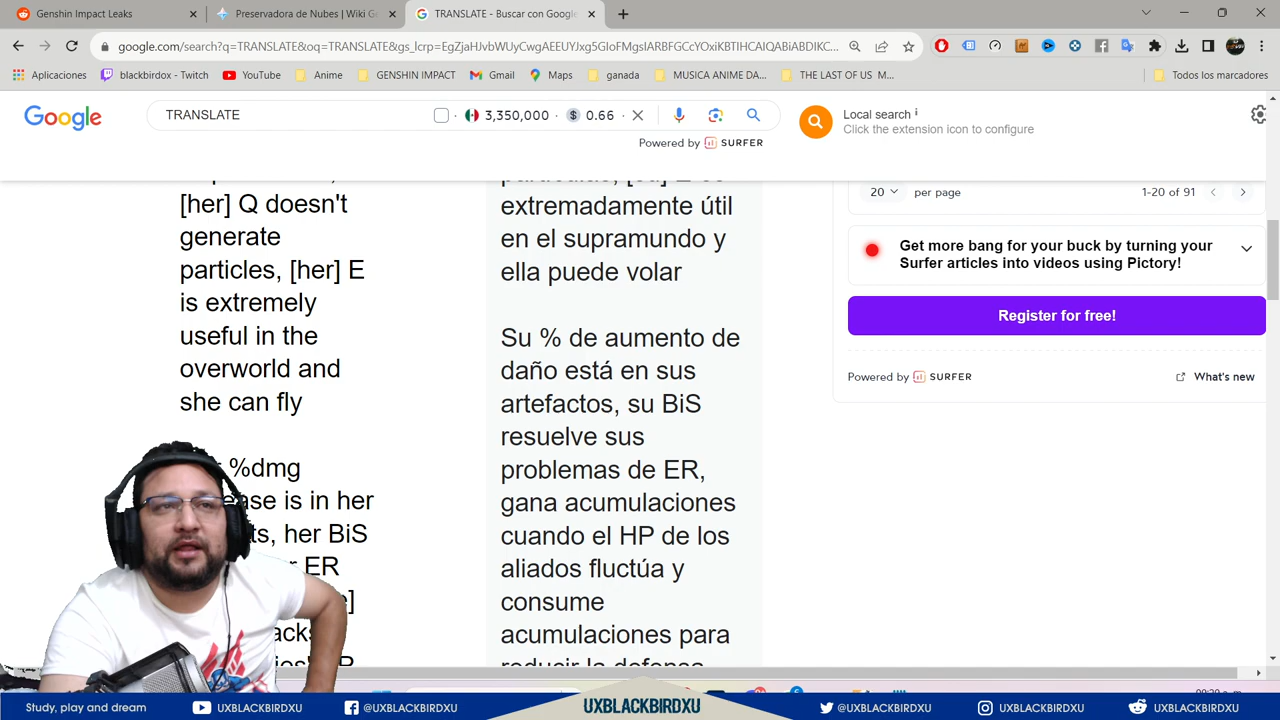 Genshin Impact Leaks
Preservadora de Nubes | Wiki G
TRANSLATE - Buscar con Google
google.com/search?q=TRANSLATE&oq=TRANSLATE&gs_lcrp=EgZjaHJvbWUyCwgAEEUYJxg5GIoFMgsIARBFGCcYOxiKBTIHCAIQABiABDIKC...
Aplicaciones
blackbirdox - Twitch
YouTube
Anime
GENSHIN IMPACT
Gmail
Maps
ganada
MUSICA ANIME DA...
THE LAST OF US M...
Todos los marcadores
Google
TRANSLATE
3,350,000 · $ 0.66
Powered by SURFER
Local search
Click the extension icon to configure
[her] Q doesn't
generate
particles, [her] E
is extremely
useful in the
overworld and
she can fly
%dmg
is in her
her BiS
ER
extremadamente útil
en el supramundo y
ella puede volar
Su % de aumento de
daño está en sus
artefactos, su BiS
resuelve sus
problemas de ER,
gana acumulaciones
cuando el HP de los
aliados fluctúa y
consume
acumulaciones para
reducir la defensa
20 per page
1-20 of 91
Get more bang for your buck by turning your
Surfer articles into videos using Pictory!
Register for free!
Powered by SURFER
What's new
Study, play and dream
UXBLACKBIRDXU
@UXBLACKBIRDXU
UXBLACKBIRDXU
@UXBLACKBIRDXU
UXBLACKBIRDXU
UXBLACKBIRDXU